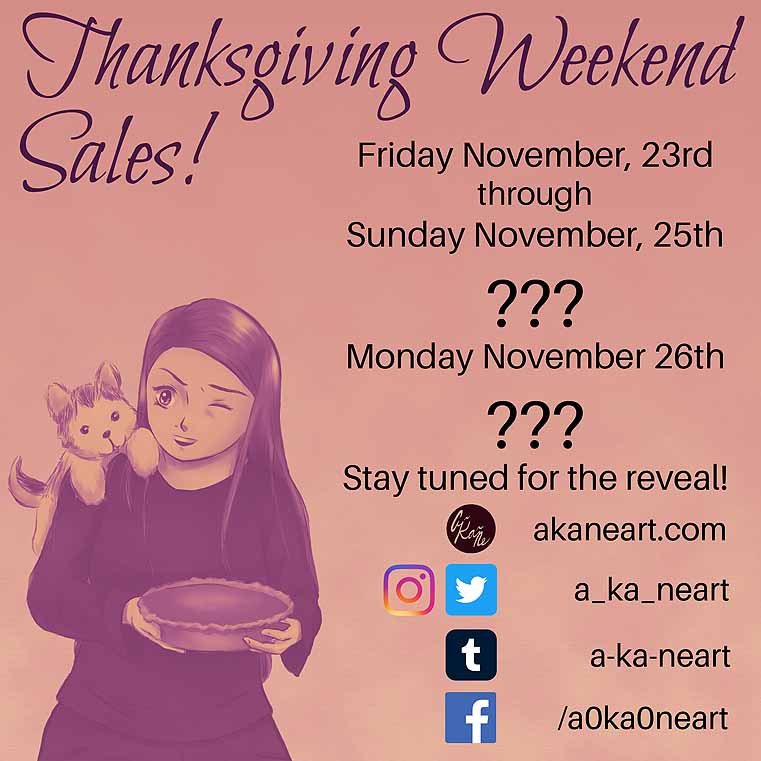 Thanksgiving Weekend
Sales!
Friday November, 23rd
through
Sunday November, 25th
???
Monday November 26th
???
Stay tuned for the reveal!
akaneart.com
a_ka_neart
t
a-ka-neart
f
/a0ka0neart